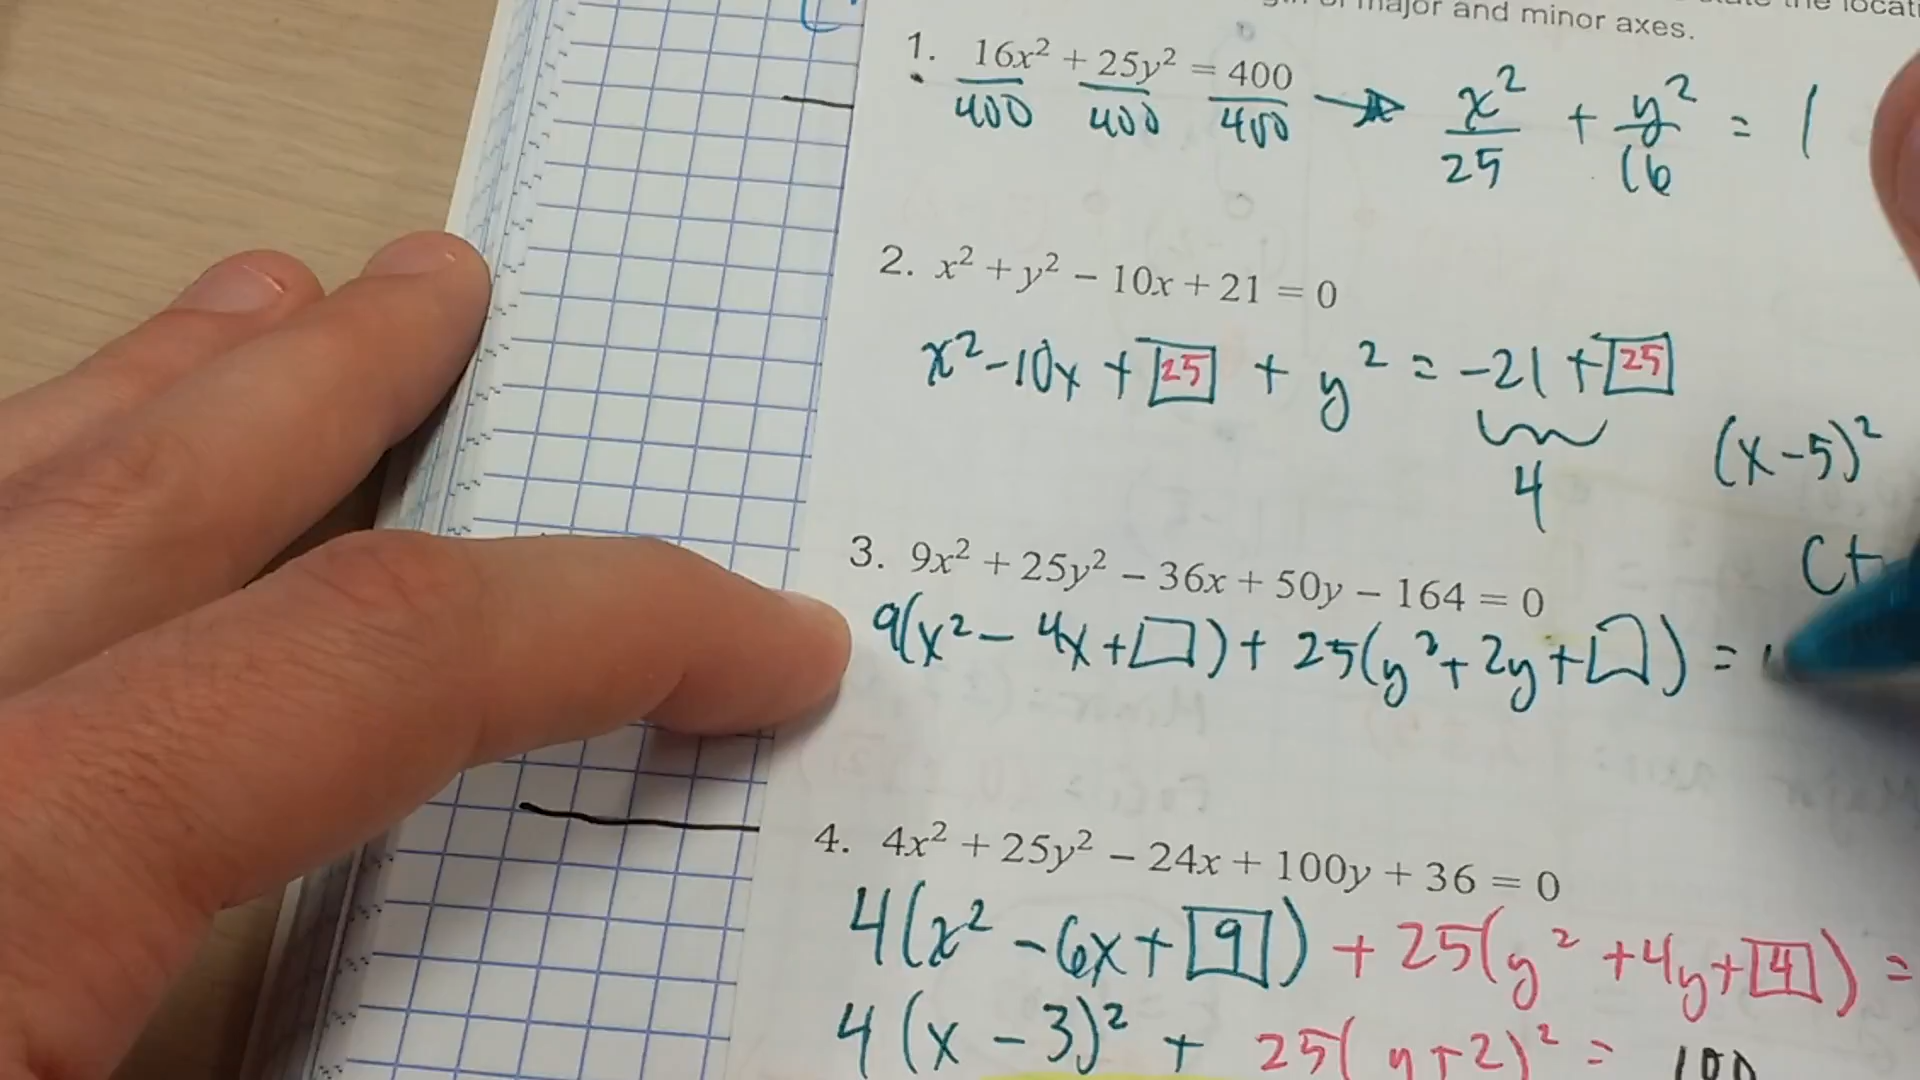 major and minor axes.
1. 16x² + 25y² = 400
400 400 400 → x²/25 + y²/16 = 1
2. x² + y² − 10x + 21 = 0
x² - 10x + 25 + y² = -21 + 25
4
(x - 5)²
3. 9x² + 25y² − 36x + 50y − 164 = 0
9(x² - 4x + □) + 25(y² + 2y + □) =
4. 4x² + 25y² − 24x + 100y + 36 = 0
4(x² - 6x + 9) + 25(y² + 4y + 4) =
4(x - 3)² + 25(y + 2)² = 100